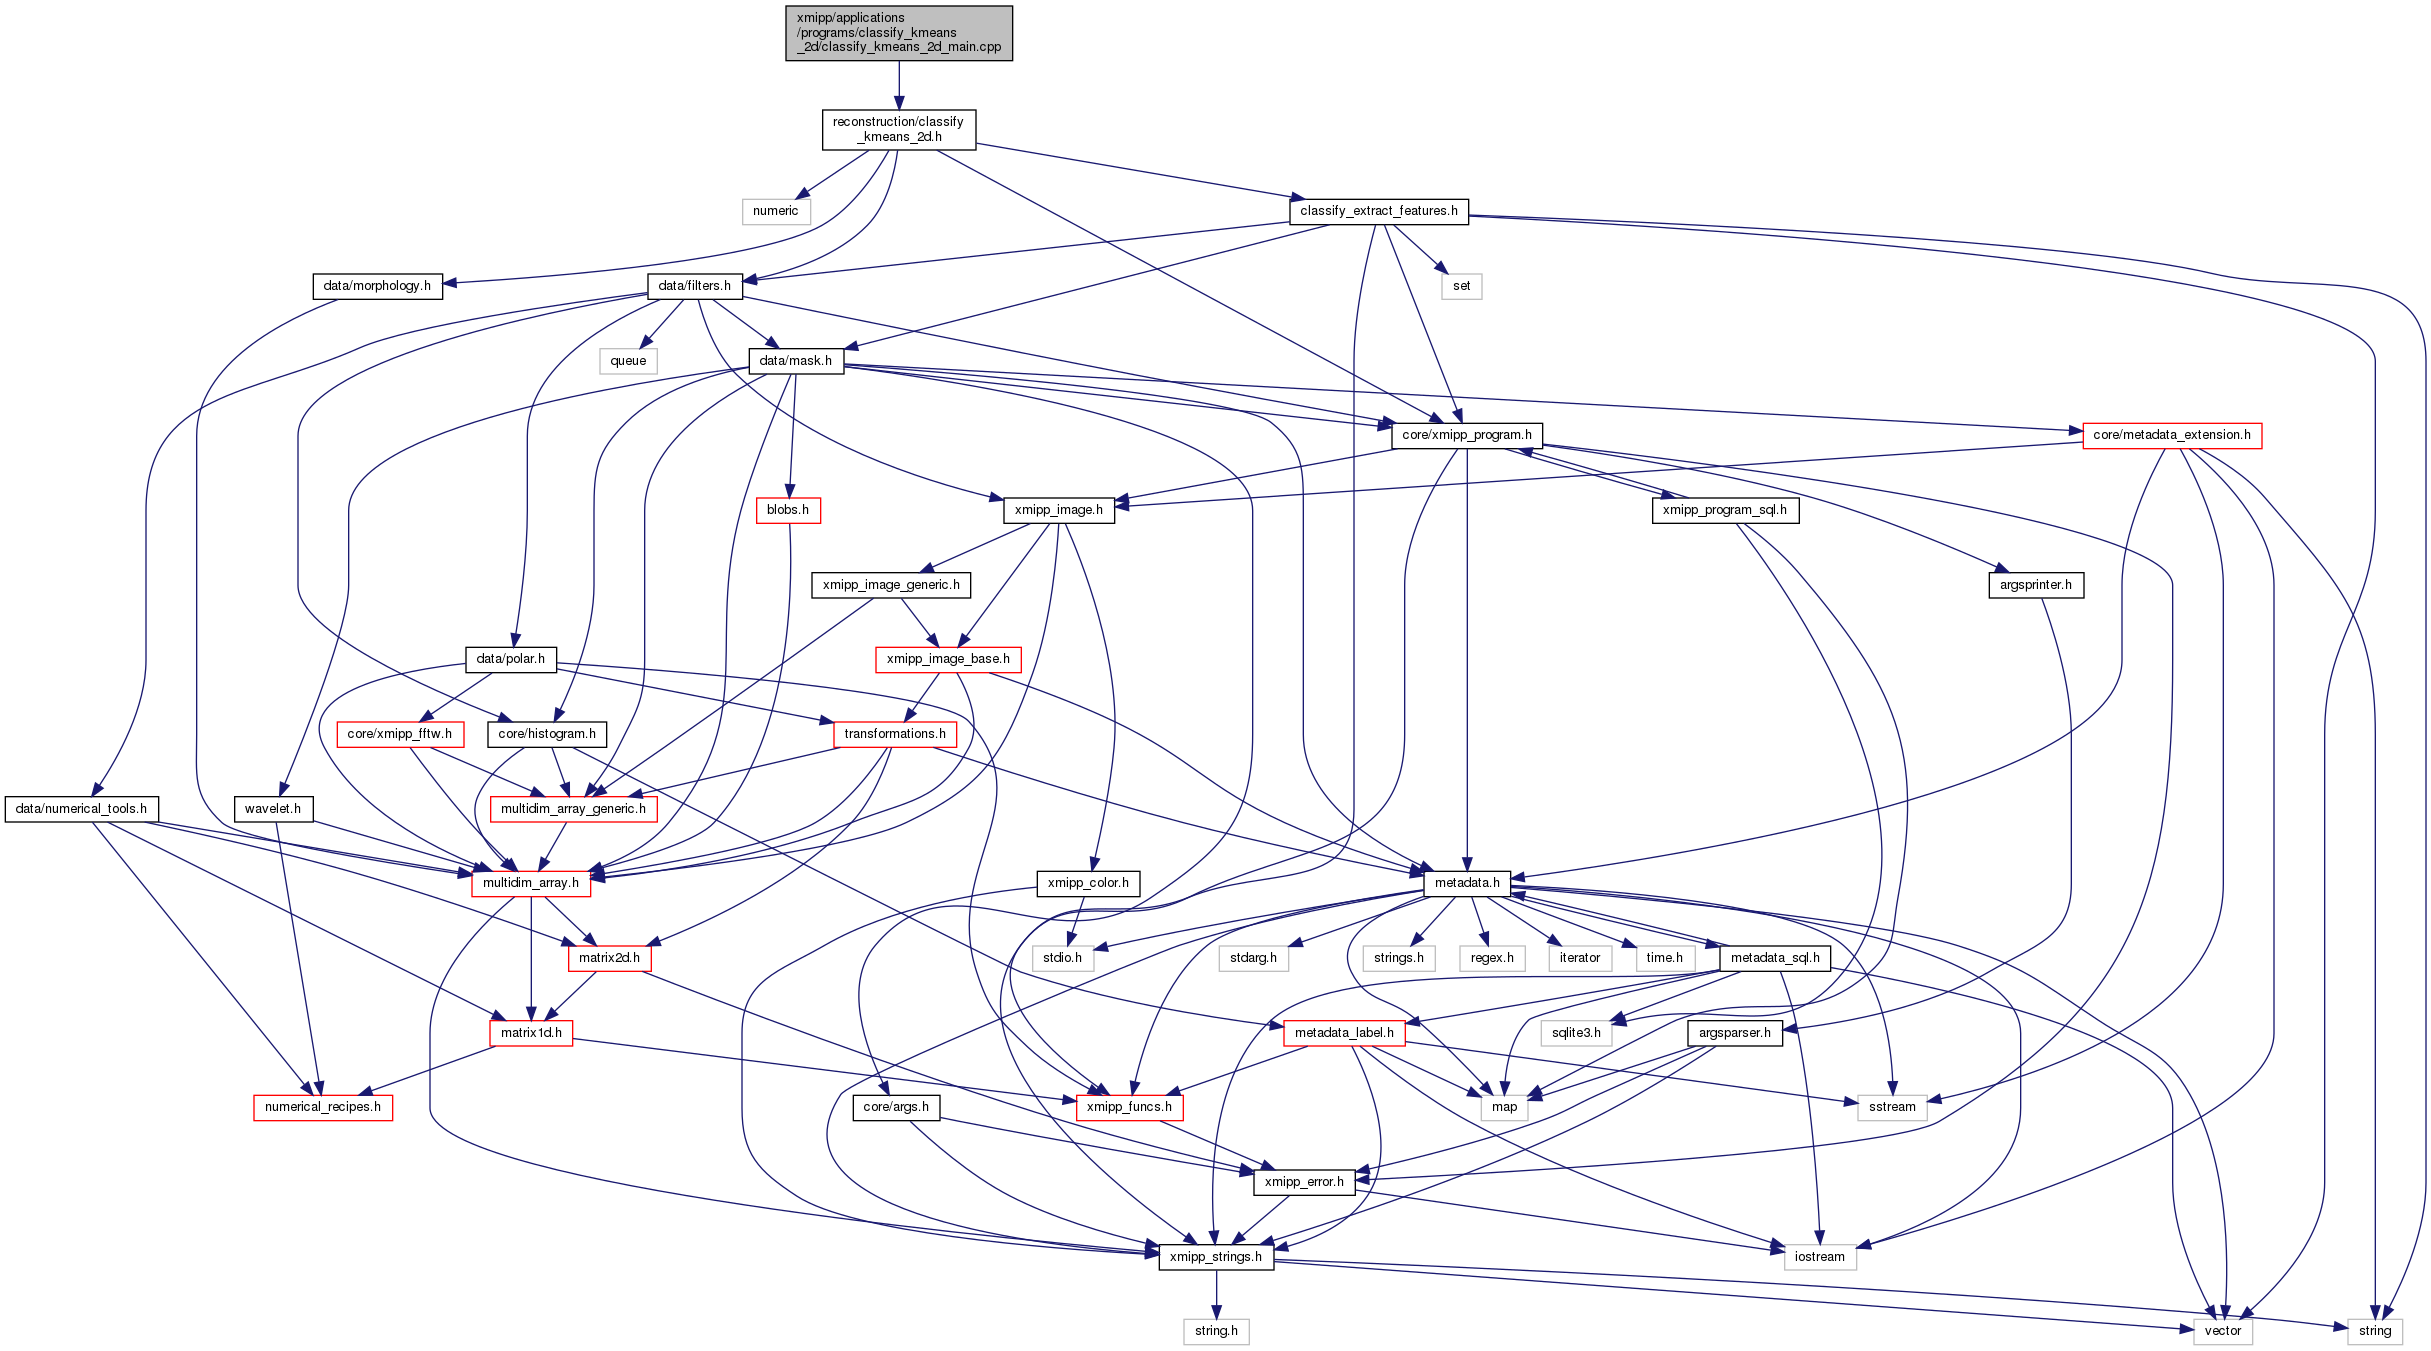 xmipp/applications
/programs/classify_kmeans
_2d/classify_kmeans_2d_main.cpp
reconstruction/classify
_kmeans_2d.h
numeric
classify_extract_features.h
data/morphology.h
data/filters.h
set
queue
data/mask.h
core/xmipp_program.h
core/metadata_extension.h
blobs.h
xmipp_image.h
xmipp_program_sql.h
xmipp_image_generic.h
argsprinter.h
data/polar.h
xmipp_image_base.h
core/xmipp_fftw.h
core/histogram.h
transformations.h
data/numerical_tools.h
wavelet.h
multidim_array_generic.h
multidim_array.h
xmipp_color.h
metadata.h
matrix2d.h
stdio.h
stdarg.h
strings.h
regex.h
iterator
time.h
metadata_sql.h
matrix1d.h
metadata_label.h
sqlite3.h
argsparser.h
numerical_recipes.h
core/args.h
xmipp_funcs.h
map
sstream
xmipp_error.h
xmipp_strings.h
iostream
string.h
vector
string